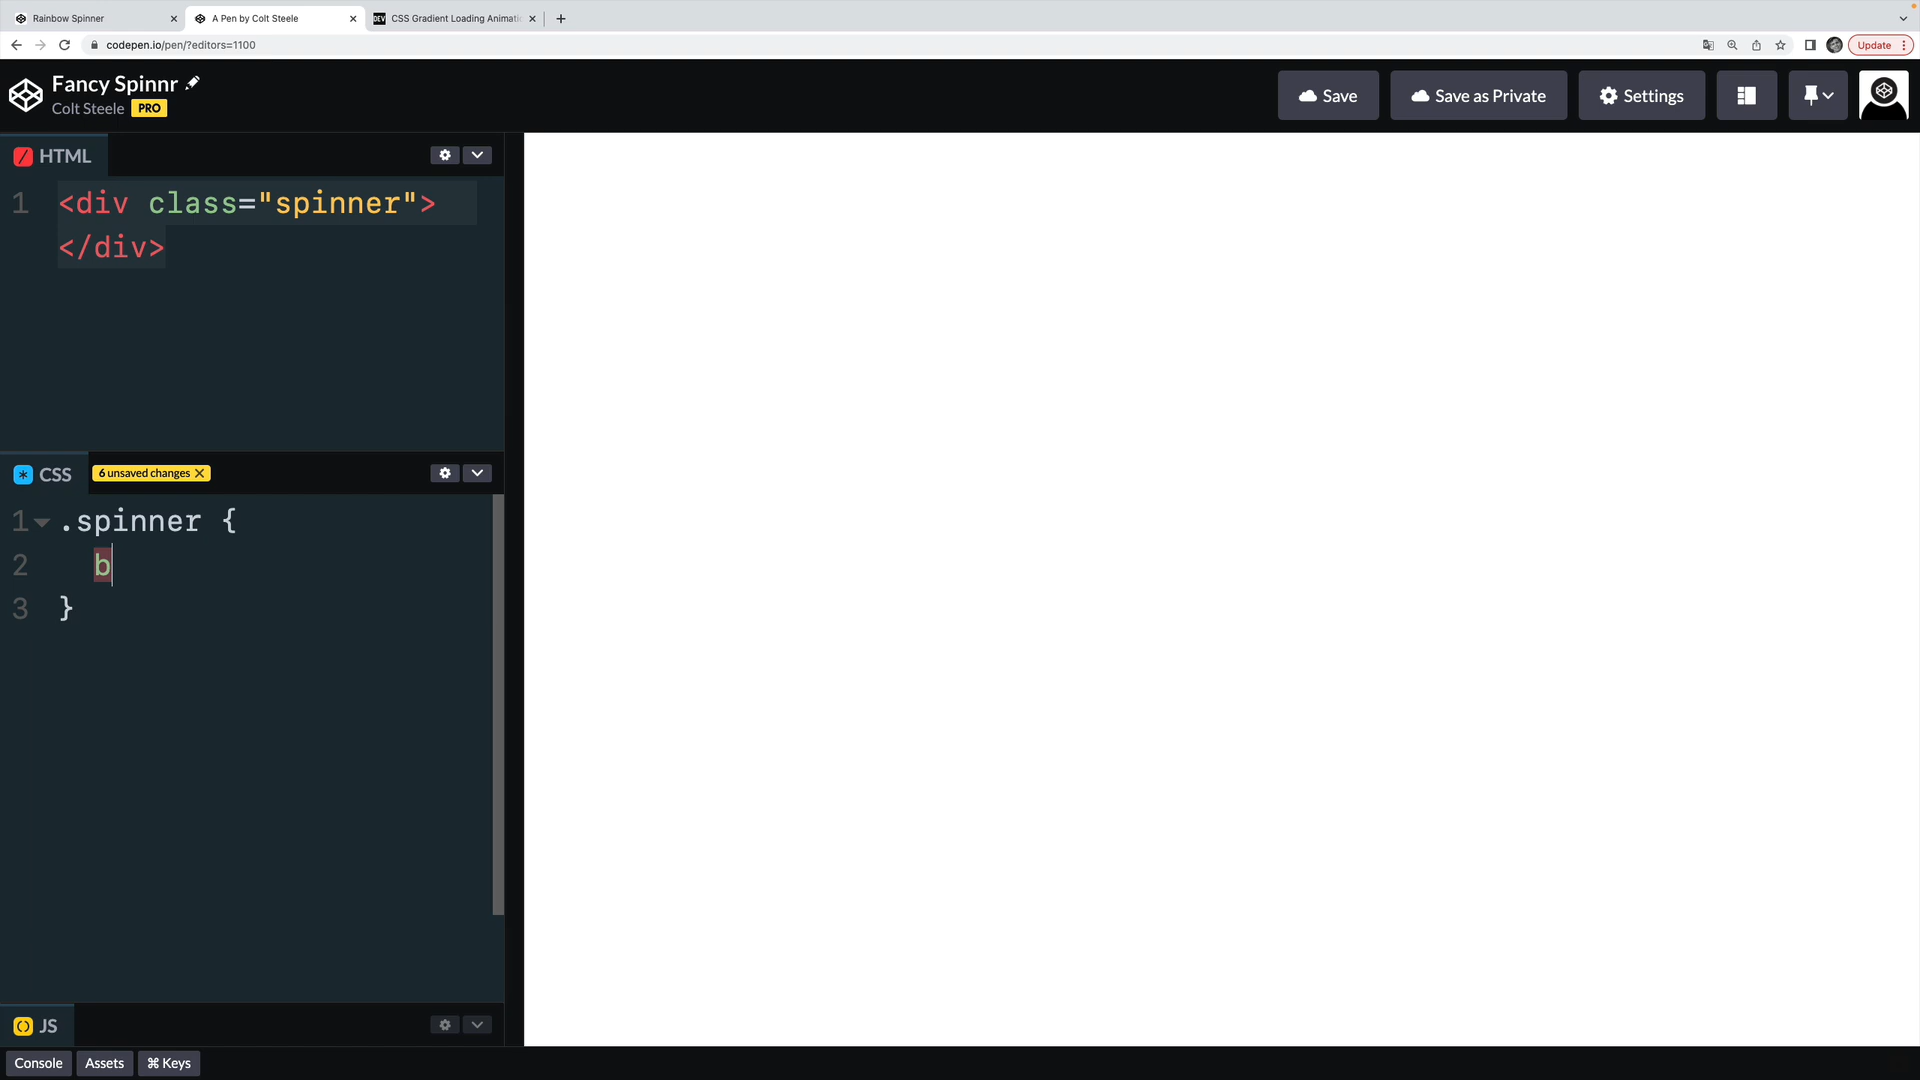 Rainbow Spinner
A Pen by Colt Steele
DEV CSS Gradient Loading Animati
codepen.io/pen/?editors=1100
Update
Fancy Spinnr
Colt Steele PRO
Save
Save as Private
Settings
HTML
1 <div class="spinner">
</div>
CSS
6 unsaved changes
1 .spinner {
2 b
3 }
JS
Console
Assets
⌘ Keys